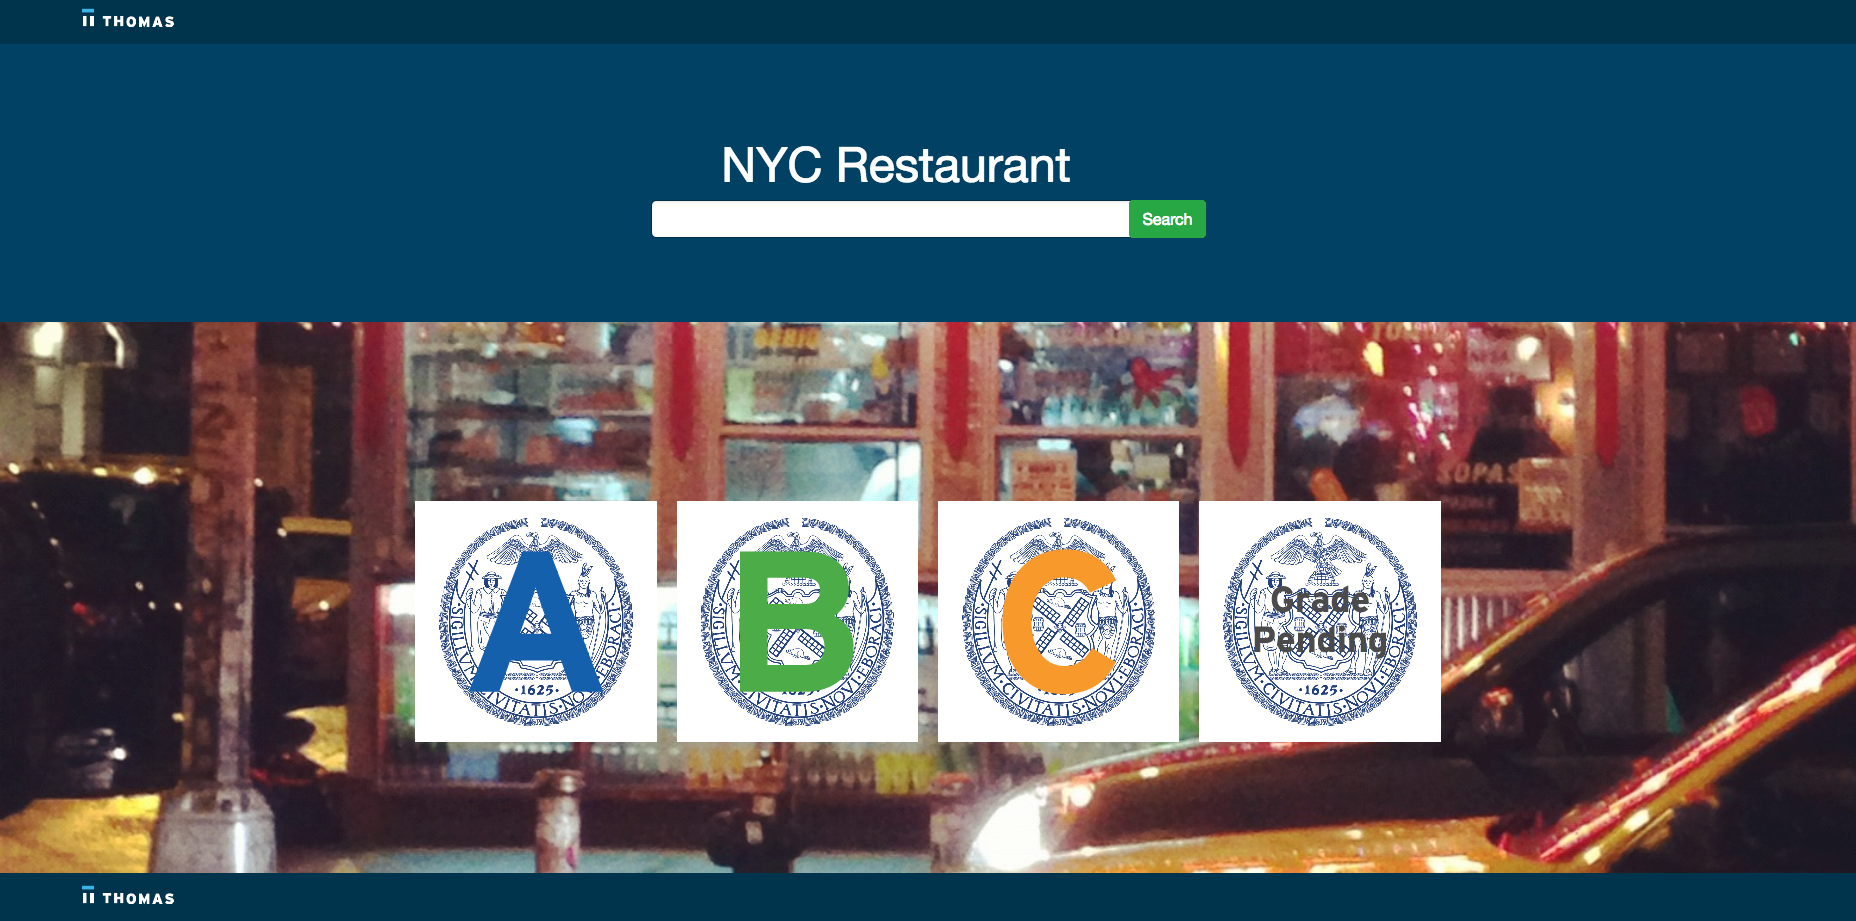 THOMAS
NYC Restaurant
Search
SOPAS
A
SIGILLVM CIVITATIS NOVI EBORACI
·1625·
B
SIGILLVM CIVITATIS NOVI EBORACI
C
SIGILLVM CIVITATIS NOVI EBORACI
Grade
Pending
SIGILLVM CIVITATIS NOVI EBORACI
·1625·
THOMAS